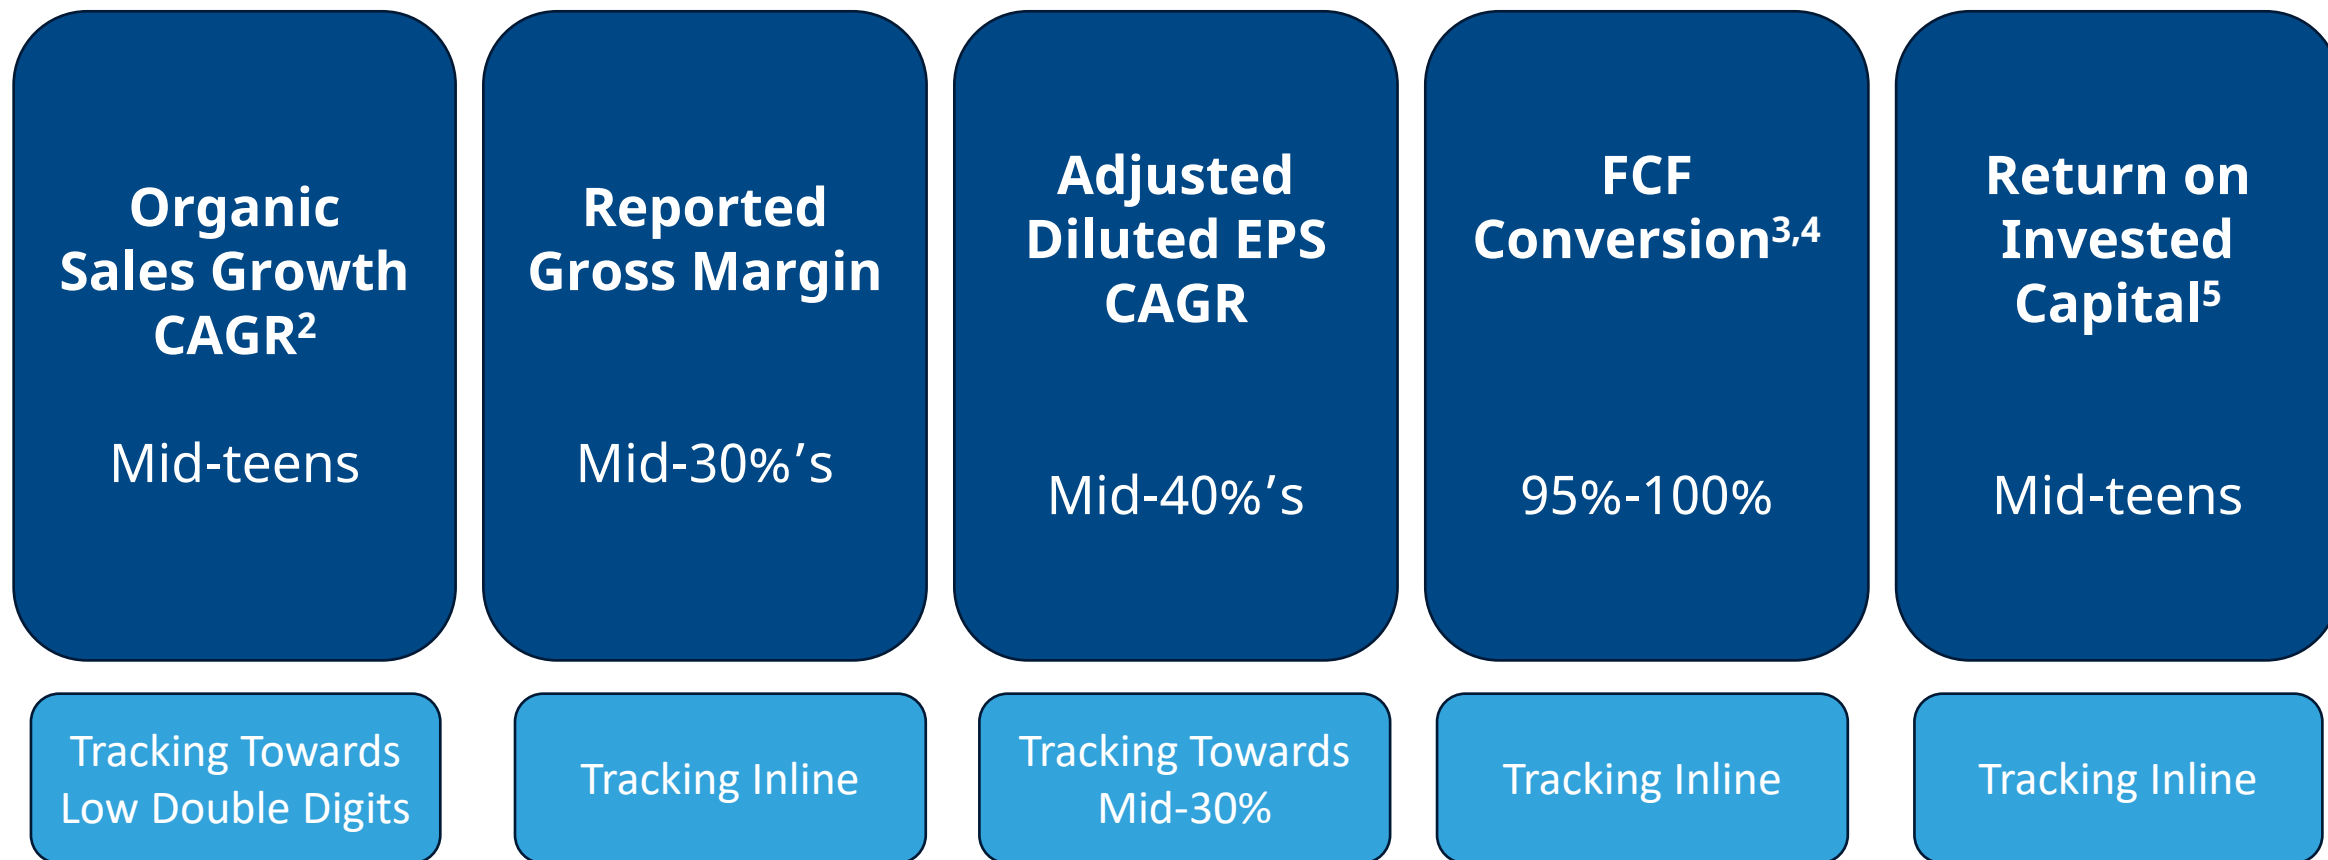 Organic
Sales Growth
CAGR2
Mid-teens
Reported
Gross Margin
Mid-30%’s
Adjusted
Diluted EPS
CAGR
Mid-40%’s
FCF
Conversion3,4
95%-100%
Return on
Invested
Capital5
Mid-teens
Tracking Towards
Low Double Digits
Tracking Inline
Tracking Towards
Mid-30%
Tracking Inline
Tracking Inline